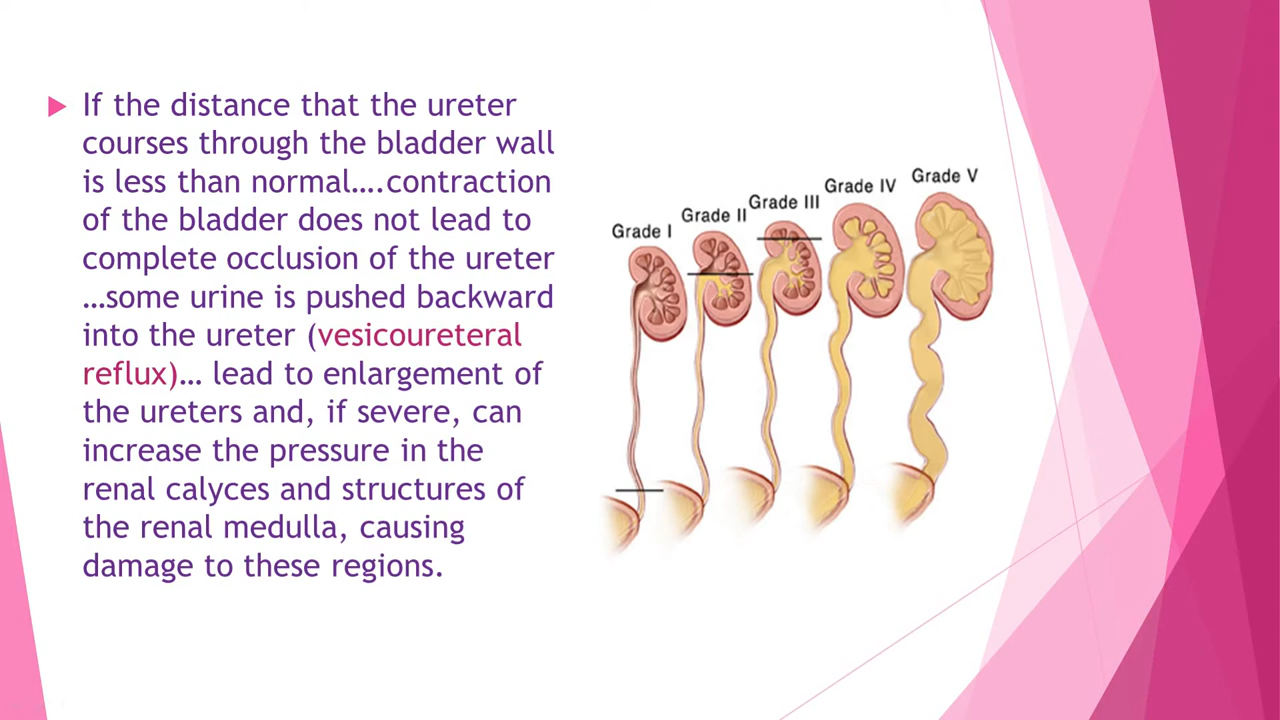 If the distance that the ureter
courses through the bladder wall
is less than normal….contraction
of the bladder does not lead to
complete occlusion of the ureter
…some urine is pushed backward
into the ureter (vesicoureteral
reflux)… lead to enlargement of
the ureters and, if severe, can
increase the pressure in the
renal calyces and structures of
the renal medulla, causing
damage to these regions.
Grade I
Grade II
Grade III
Grade IV
Grade V